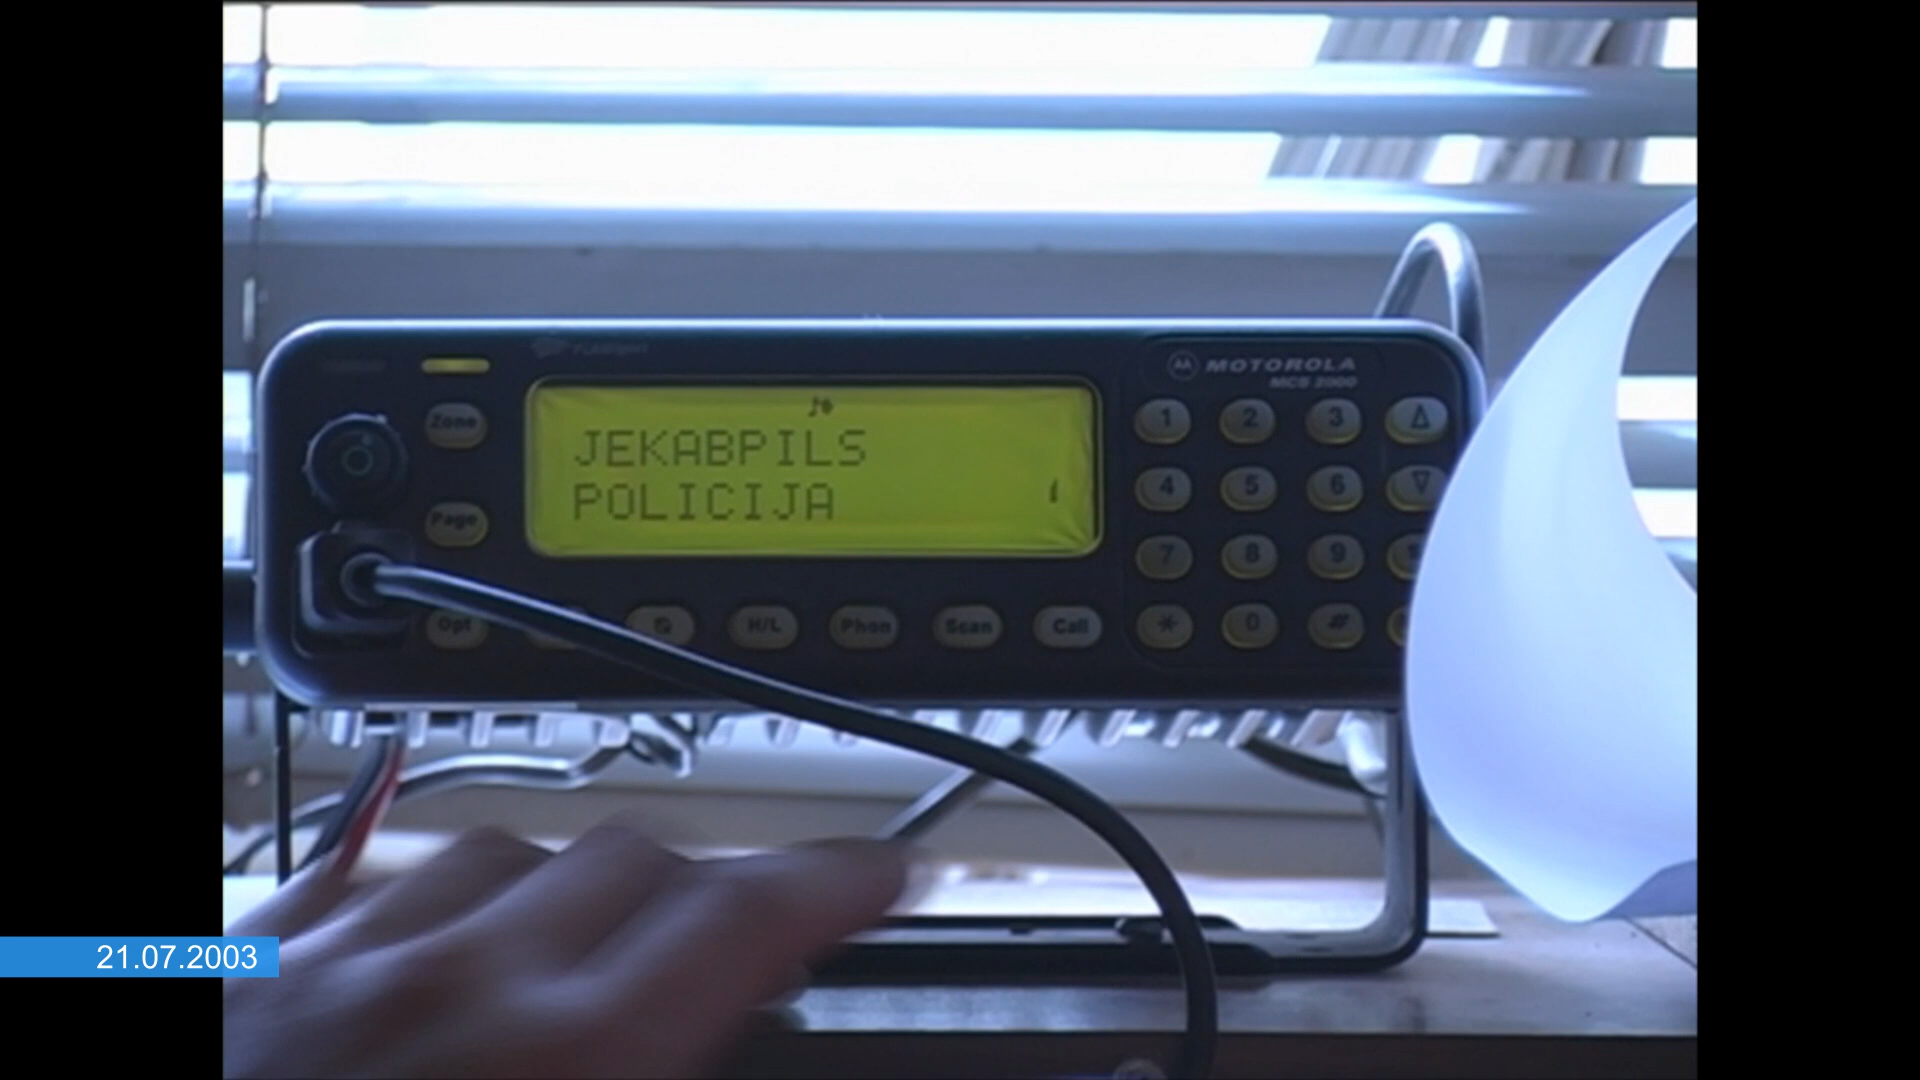 MOTOROLA
MCS 2000
JEKABPILS
POLICIJA
Zone
Page
Opt
H/L
Phon
Scan
Call
1 2 3
4 5 6
7 8 9
* 0 #
21.07.2003